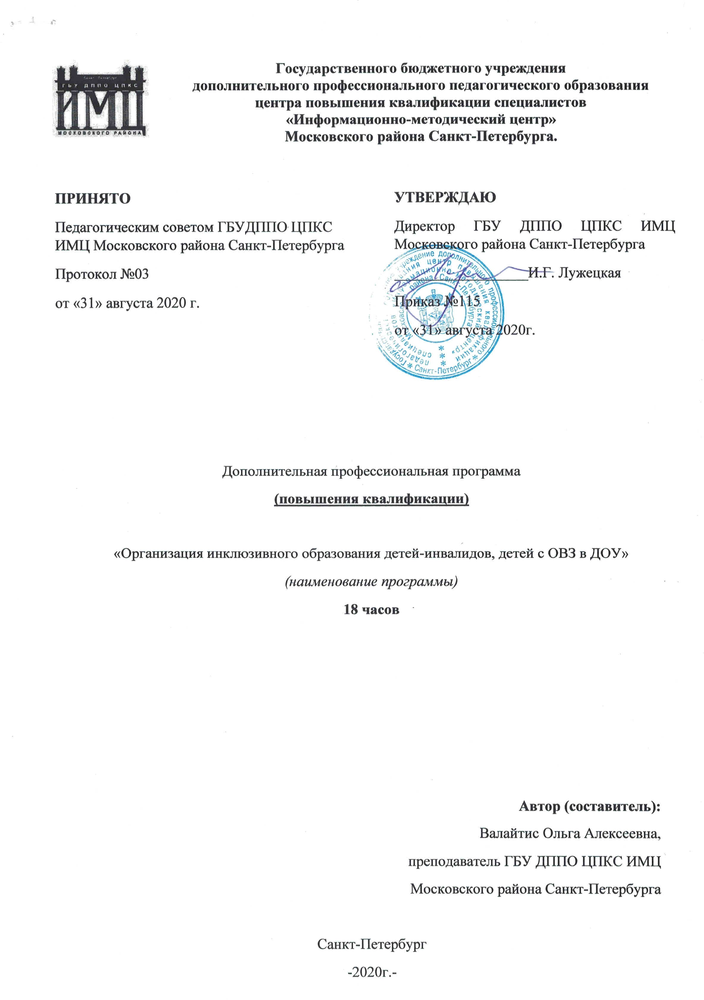 ГБУ ДППО ЦПКС
ИМЦ
МОСКОВСКОГО РАЙОНА
Государственного бюджетного учреждения
дополнительного профессионального педагогического образования
центра повышения квалификации специалистов
«Информационно-методический центр»
Московского района Санкт-Петербурга.
ПРИНЯТО
Педагогическим советом ГБУДППО ЦПКС
ИМЦ Московского района Санкт-Петербурга
Протокол №03
от «31» августа 2020 г.
УТВЕРЖДАЮ
Директор ГБУ ДППО ЦПКС ИМЦ
Московского района Санкт-Петербурга
И.Г. Лужецкая
Приказ №115
от «31» августа 2020г.
Дополнительная профессиональная программа
(повышения квалификации)
«Организация инклюзивного образования детей-инвалидов, детей с ОВЗ в ДОУ»
(наименование программы)
18 часов
Автор (составитель):
Валайтис Ольга Алексеевна,
преподаватель ГБУ ДППО ЦПКС ИМЦ
Московского района Санкт-Петербурга
Санкт-Петербург
-2020г.-